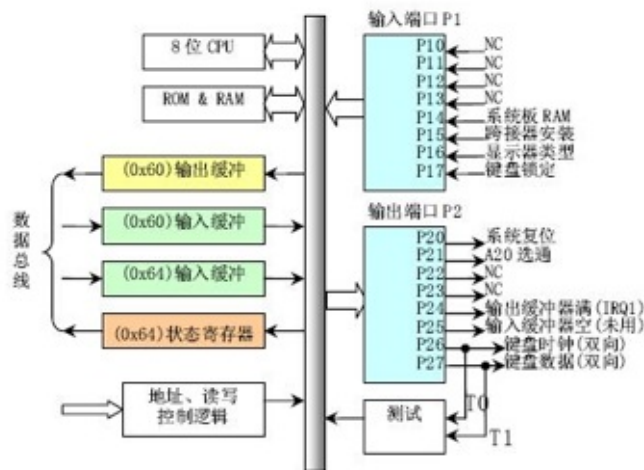 8 位 CPU
ROM & RAM
(0x60)输出缓冲
(0x60)输入缓冲
(0x64)输入缓冲
(0x64)状态寄存器
数据总线
地址、读写
控制逻辑
输入端口 P1
P10 NC
P11 NC
P12 NC
P13 NC
P14 系统板 RAM
P15 跨接器安装
P16 显示器类型
P17 键盘锁定
输出端口 P2
P20 系统复位
P21 A20 选通
P22 NC
P23 NC
P24 输出缓冲器满(IRQ1)
P25 输入缓冲器空(未用)
P26 键盘时钟(双向)
P27 键盘数据(双向)
测试
T0
T1